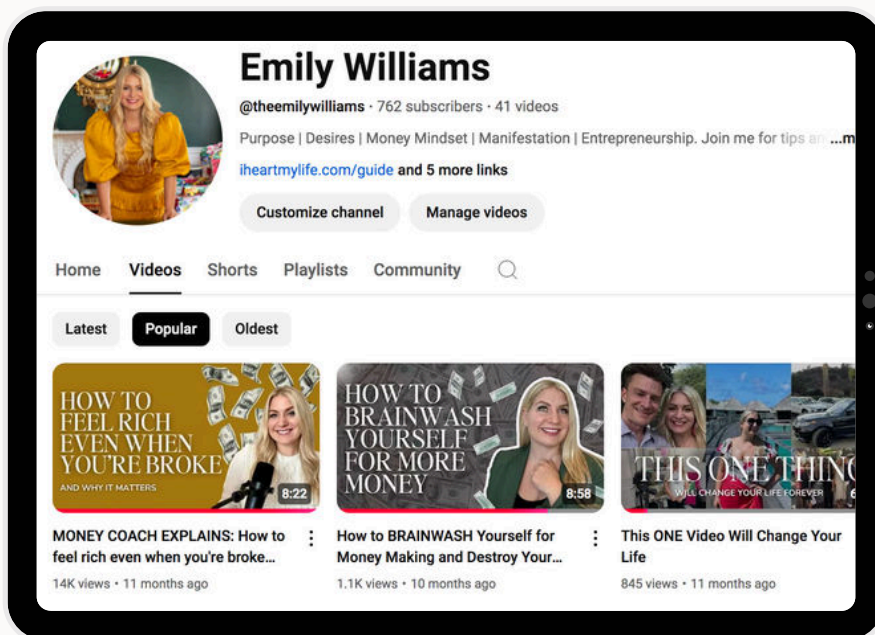 Emily Williams
@theemilywilliams · 762 subscribers · 41 videos
Purpose | Desires | Money Mindset | Manifestation | Entrepreneurship. Join me for tips an ...m
iheartmylife.com/guide and 5 more links
Customize channel Manage videos
Home Videos Shorts Playlists Community
Latest Popular Oldest
HOW TO
FEEL RICH
EVEN WHEN
YOU'RE BROKE
AND WHY IT MATTERS
8:22
HOW TO
BRAINWASH
YOURSELF
FOR MORE
MONEY
8:58
THIS ONE THING
WILL CHANGE YOUR LIFE FOREVER
MONEY COACH EXPLAINS: How to
feel rich even when you're broke...
14K views • 11 months ago
How to BRAINWASH Yourself for
Money Making and Destroy Your...
1.1K views • 10 months ago
This ONE Video Will Change Your
Life
845 views • 11 months ago